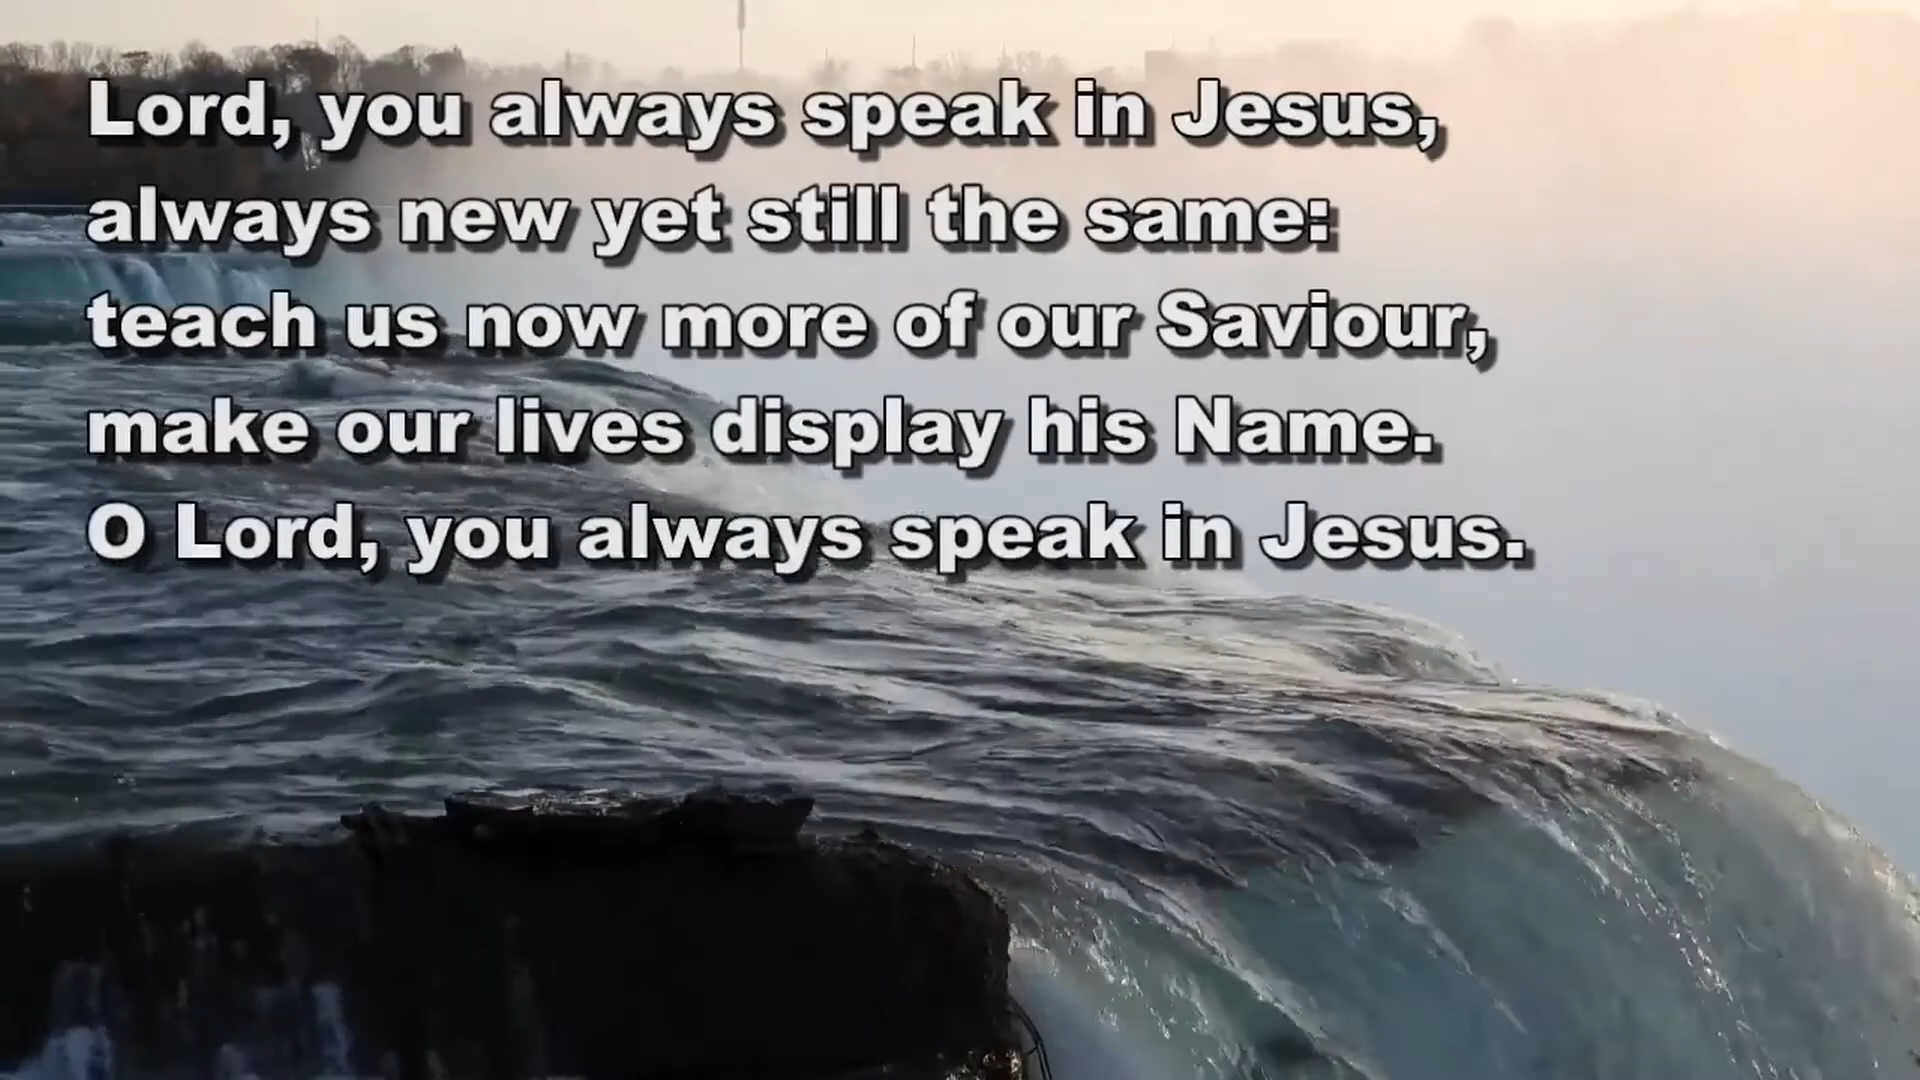 Lord, you always speak in Jesus,
always new yet still the same:
teach us now more of our Saviour,
make our lives display his Name.
O Lord, you always speak in Jesus.